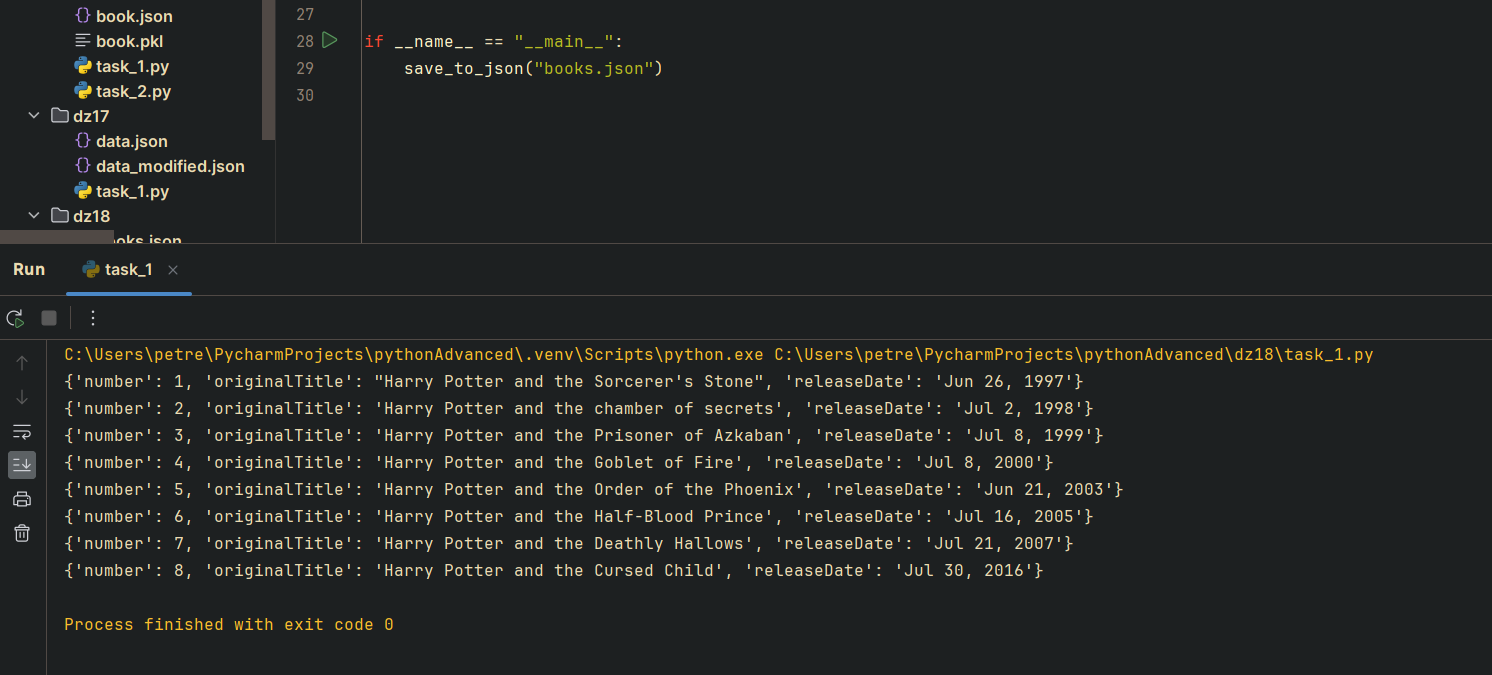 book.json
book.pkl
task_1.py
task_2.py
dz17
data.json
data_modified.json
task_1.py
dz18
oks.json
27
28 if __name__ == "__main__":
29 save_to_json("books.json")
30
Run task_1
C:\Users\petre\PycharmProjects\pythonAdvanced\.venv\Scripts\python.exe C:\Users\petre\PycharmProjects\pythonAdvanced\dz18\task_1.py
{'number': 1, 'originalTitle': "Harry Potter and the Sorcerer's Stone", 'releaseDate': 'Jun 26, 1997'}
{'number': 2, 'originalTitle': 'Harry Potter and the chamber of secrets', 'releaseDate': 'Jul 2, 1998'}
{'number': 3, 'originalTitle': 'Harry Potter and the Prisoner of Azkaban', 'releaseDate': 'Jul 8, 1999'}
{'number': 4, 'originalTitle': 'Harry Potter and the Goblet of Fire', 'releaseDate': 'Jul 8, 2000'}
{'number': 5, 'originalTitle': 'Harry Potter and the Order of the Phoenix', 'releaseDate': 'Jun 21, 2003'}
{'number': 6, 'originalTitle': 'Harry Potter and the Half-Blood Prince', 'releaseDate': 'Jul 16, 2005'}
{'number': 7, 'originalTitle': 'Harry Potter and the Deathly Hallows', 'releaseDate': 'Jul 21, 2007'}
{'number': 8, 'originalTitle': 'Harry Potter and the Cursed Child', 'releaseDate': 'Jul 30, 2016'}
Process finished with exit code 0